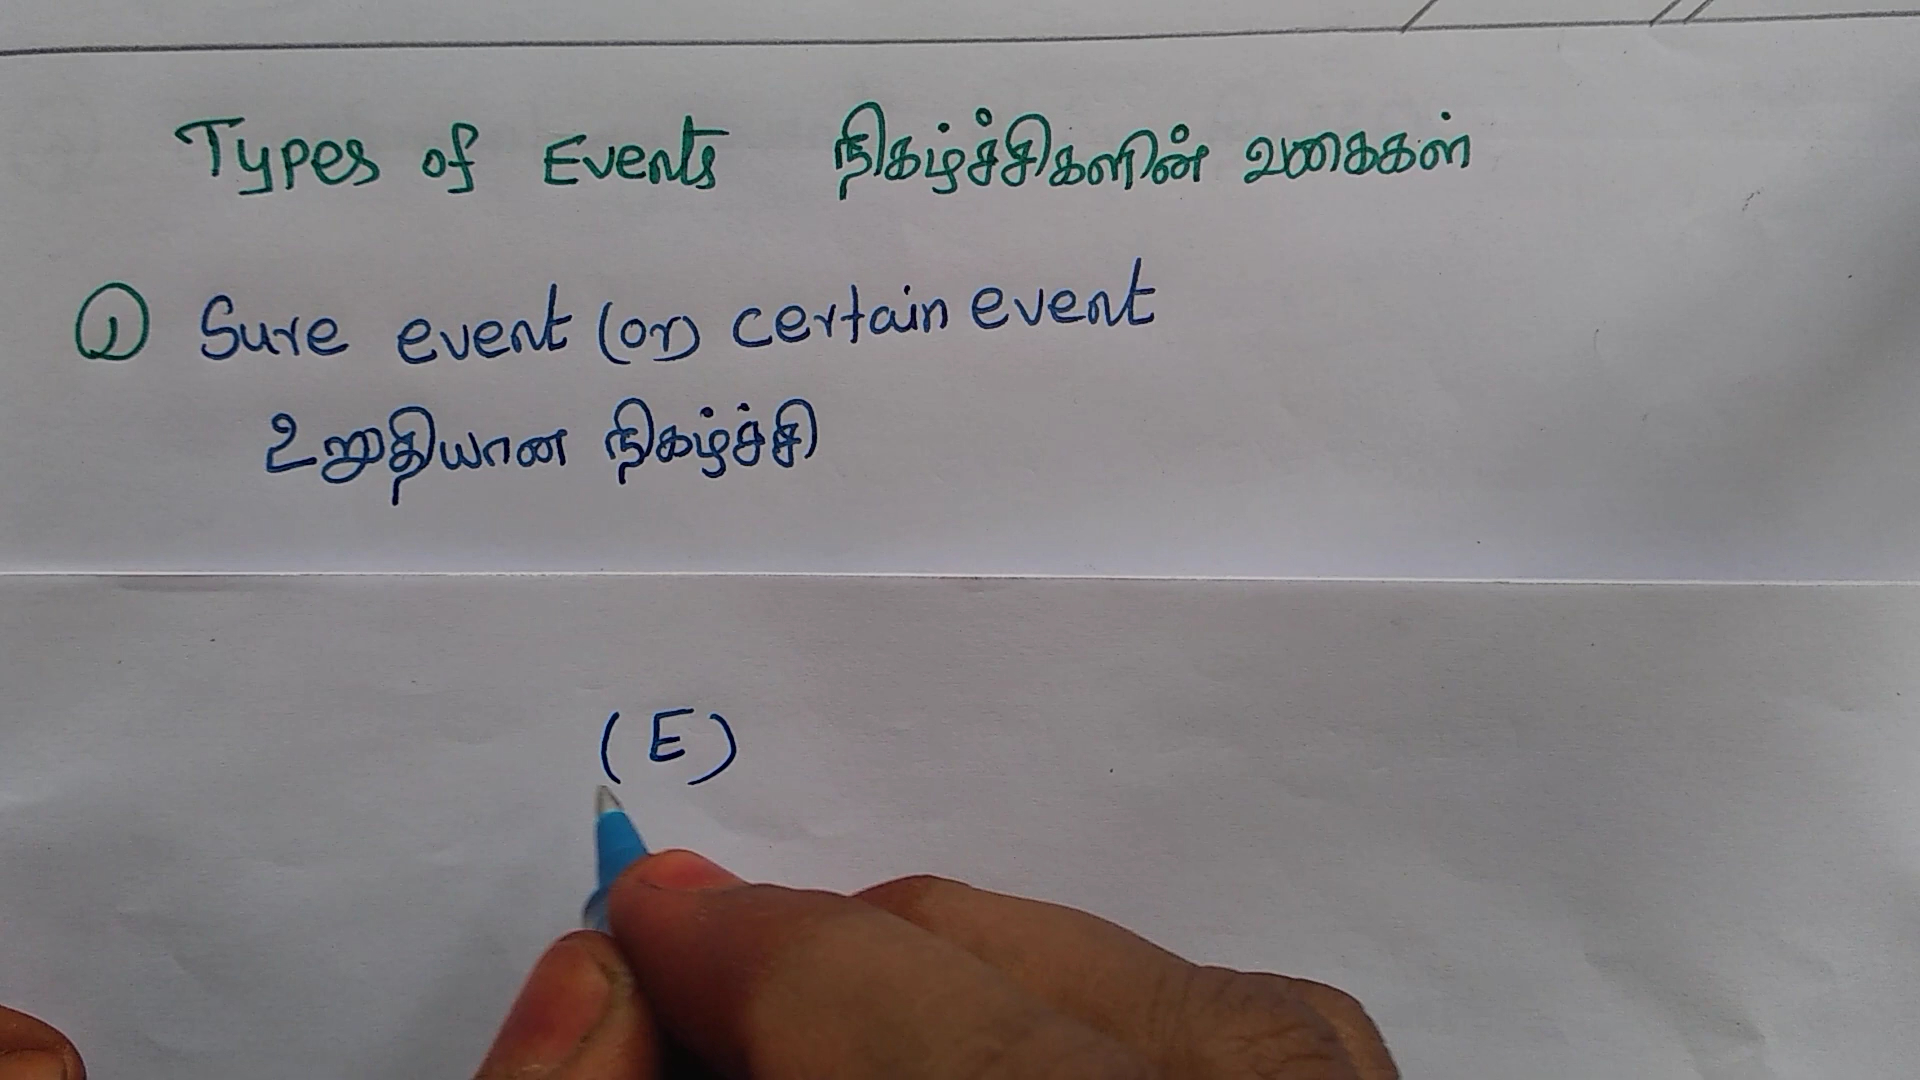 Types of Events நிகழ்ச்சிகளின் வகைகள்
① Sure event (or) certain event
உறுதியான நிகழ்ச்சி
(E)